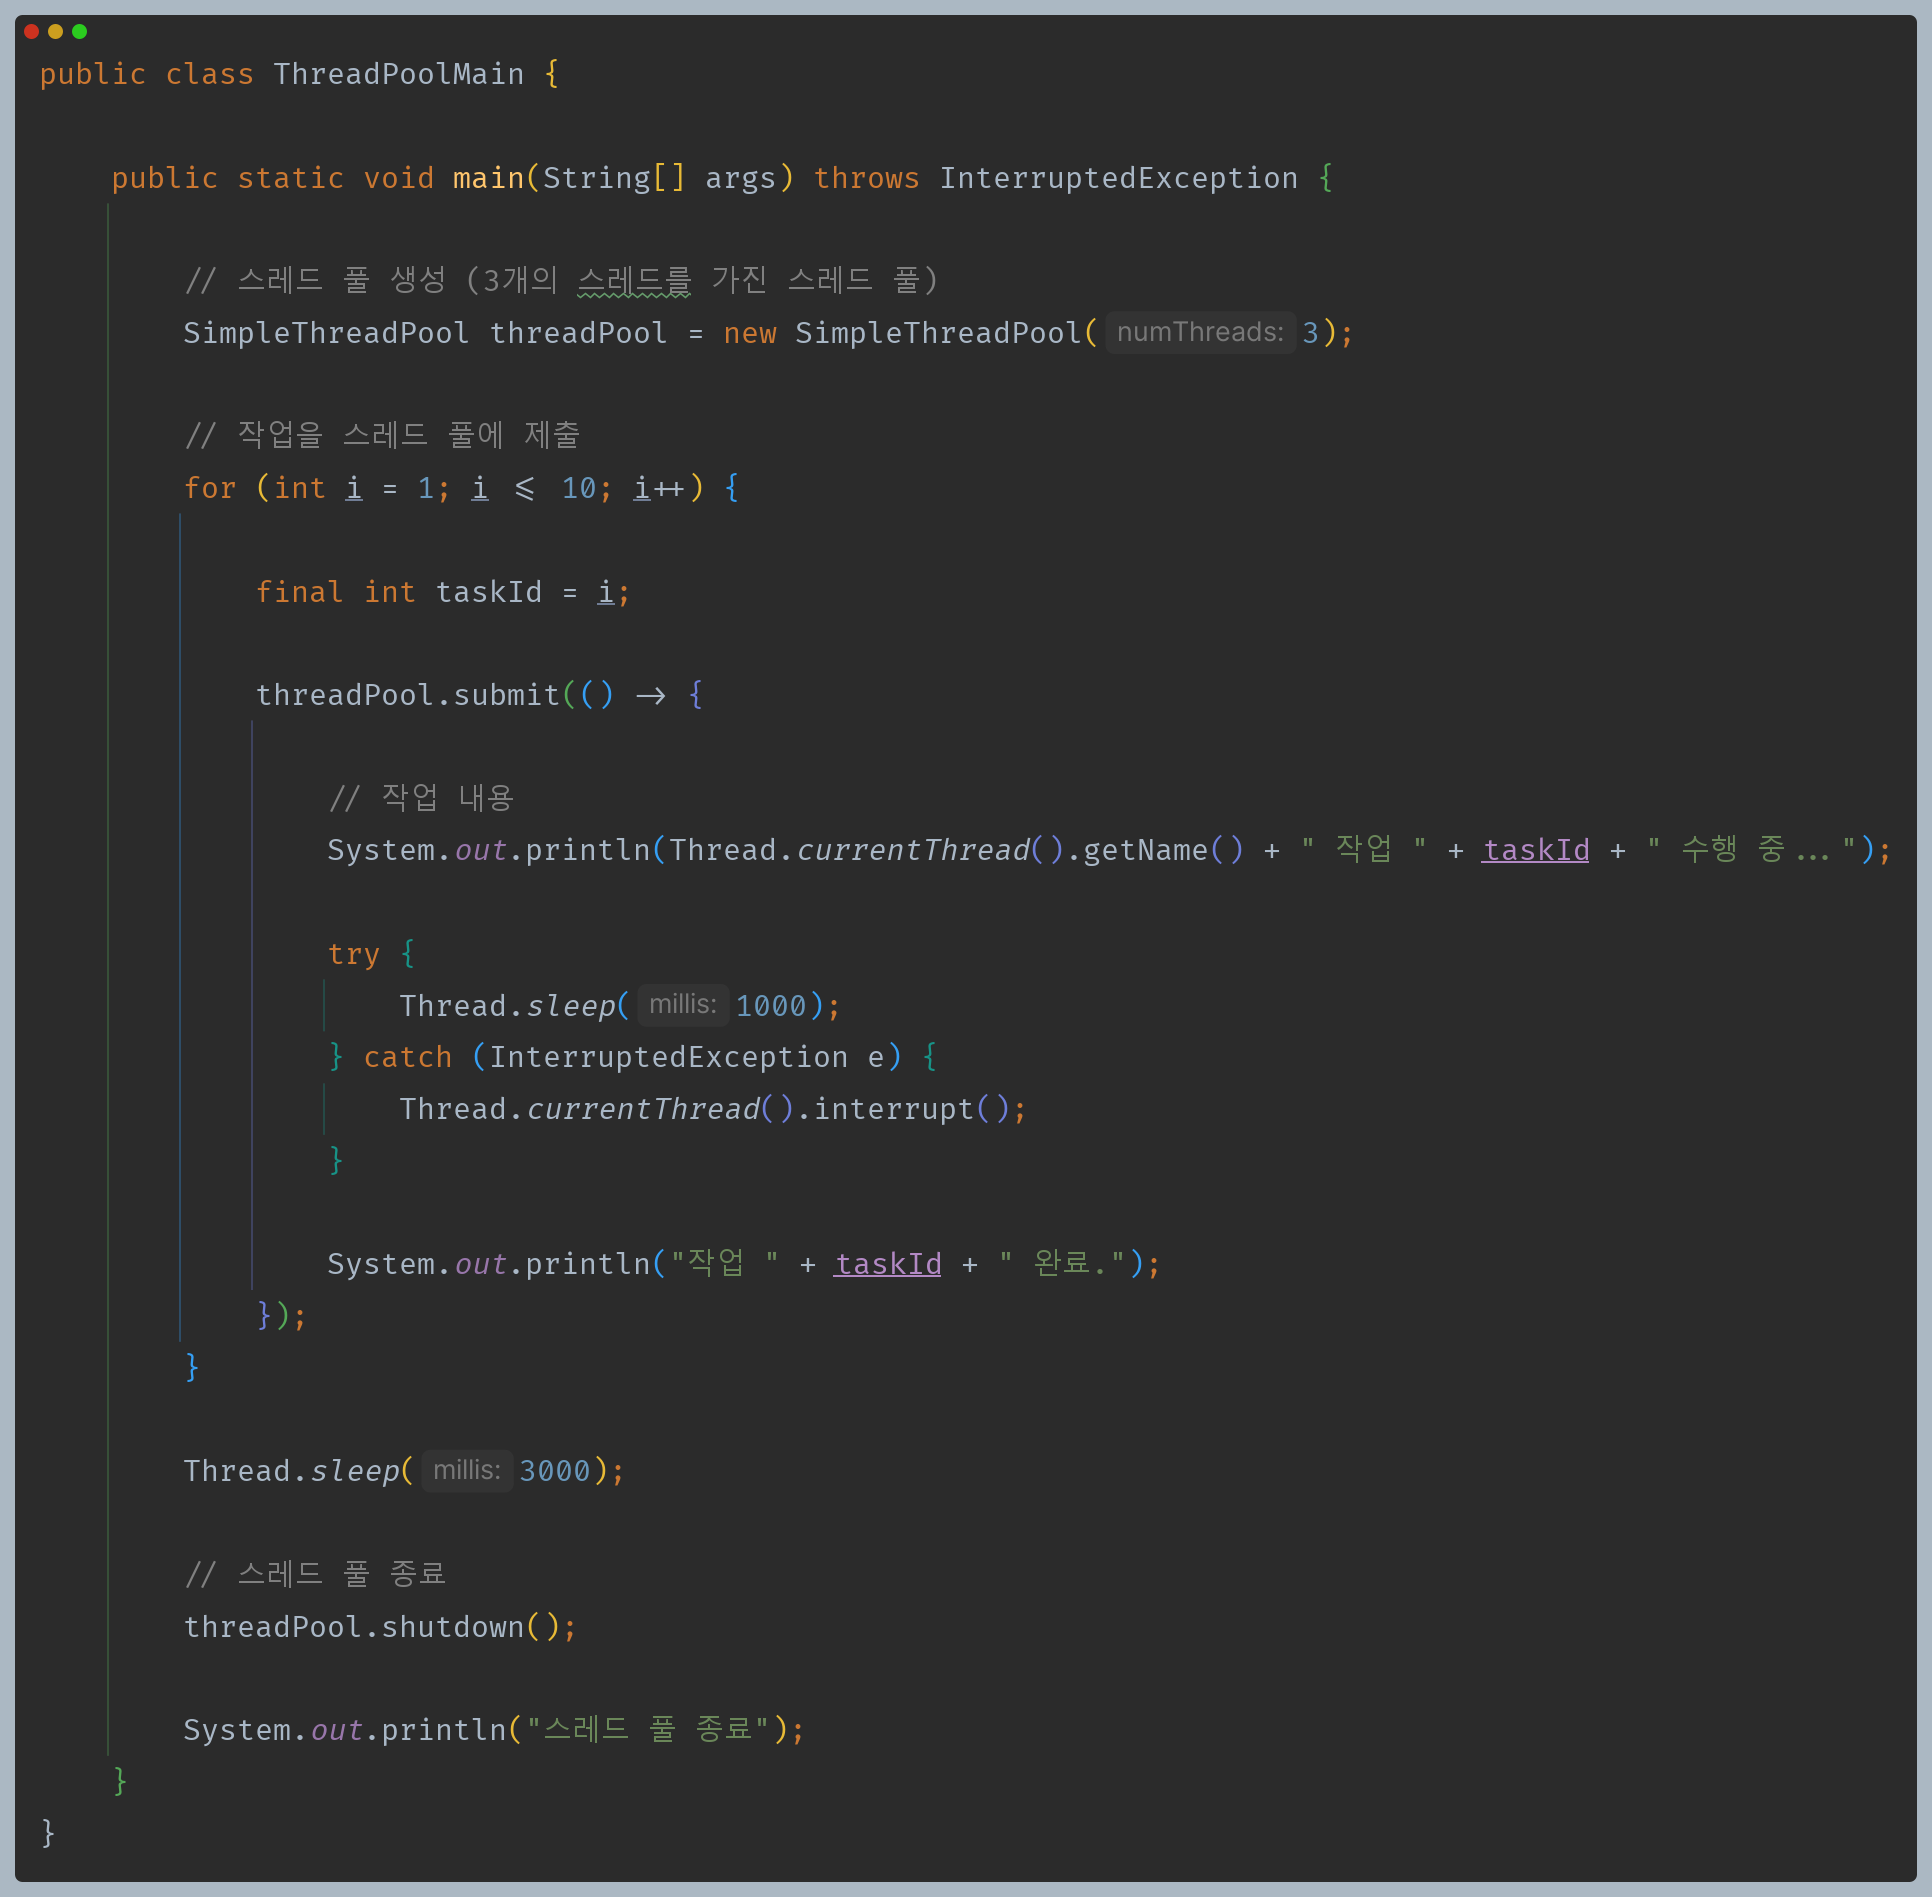 public class ThreadPoolMain {
public static void main(String[] args) throws InterruptedException {
// 스레드 풀 생성 (3개의 스레드를 가진 스레드 풀)
SimpleThreadPool threadPool = new SimpleThreadPool( numThreads: 3);
// 작업을 스레드 풀에 제출
for (int i = 1; i <= 10; i++) {
final int taskId = i;
threadPool.submit(() -> {
// 작업 내용
System.out.println(Thread.currentThread().getName() + " 작업 " + taskId + " 수행 중...");
try {
Thread.sleep( millis: 1000);
} catch (InterruptedException e) {
Thread.currentThread().interrupt();
}
System.out.println("작업 " + taskId + " 완료.");
});
}
Thread.sleep( millis: 3000);
// 스레드 풀 종료
threadPool.shutdown();
System.out.println("스레드 풀 종료");
}
}